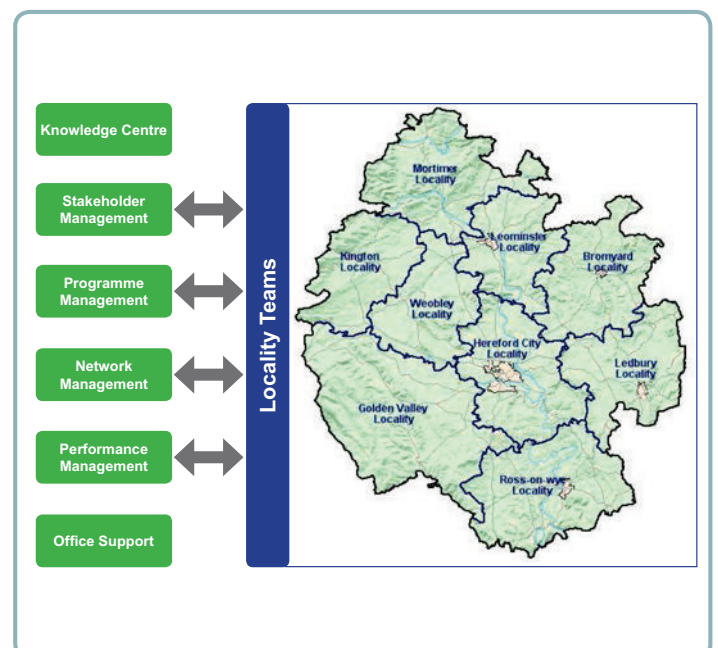 Knowledge Centre
Stakeholder
Management
Programme
Management
Network
Management
Performance
Management
Office Support
Locality Teams
Mortimer
Locality
Leominster
Locality
Kington
Locality
Bromyard
Locality
Weobley
Locality
Hereford City
Locality
Ledbury
Locality
Golden Valley
Locality
Ross-on-wye
Locality